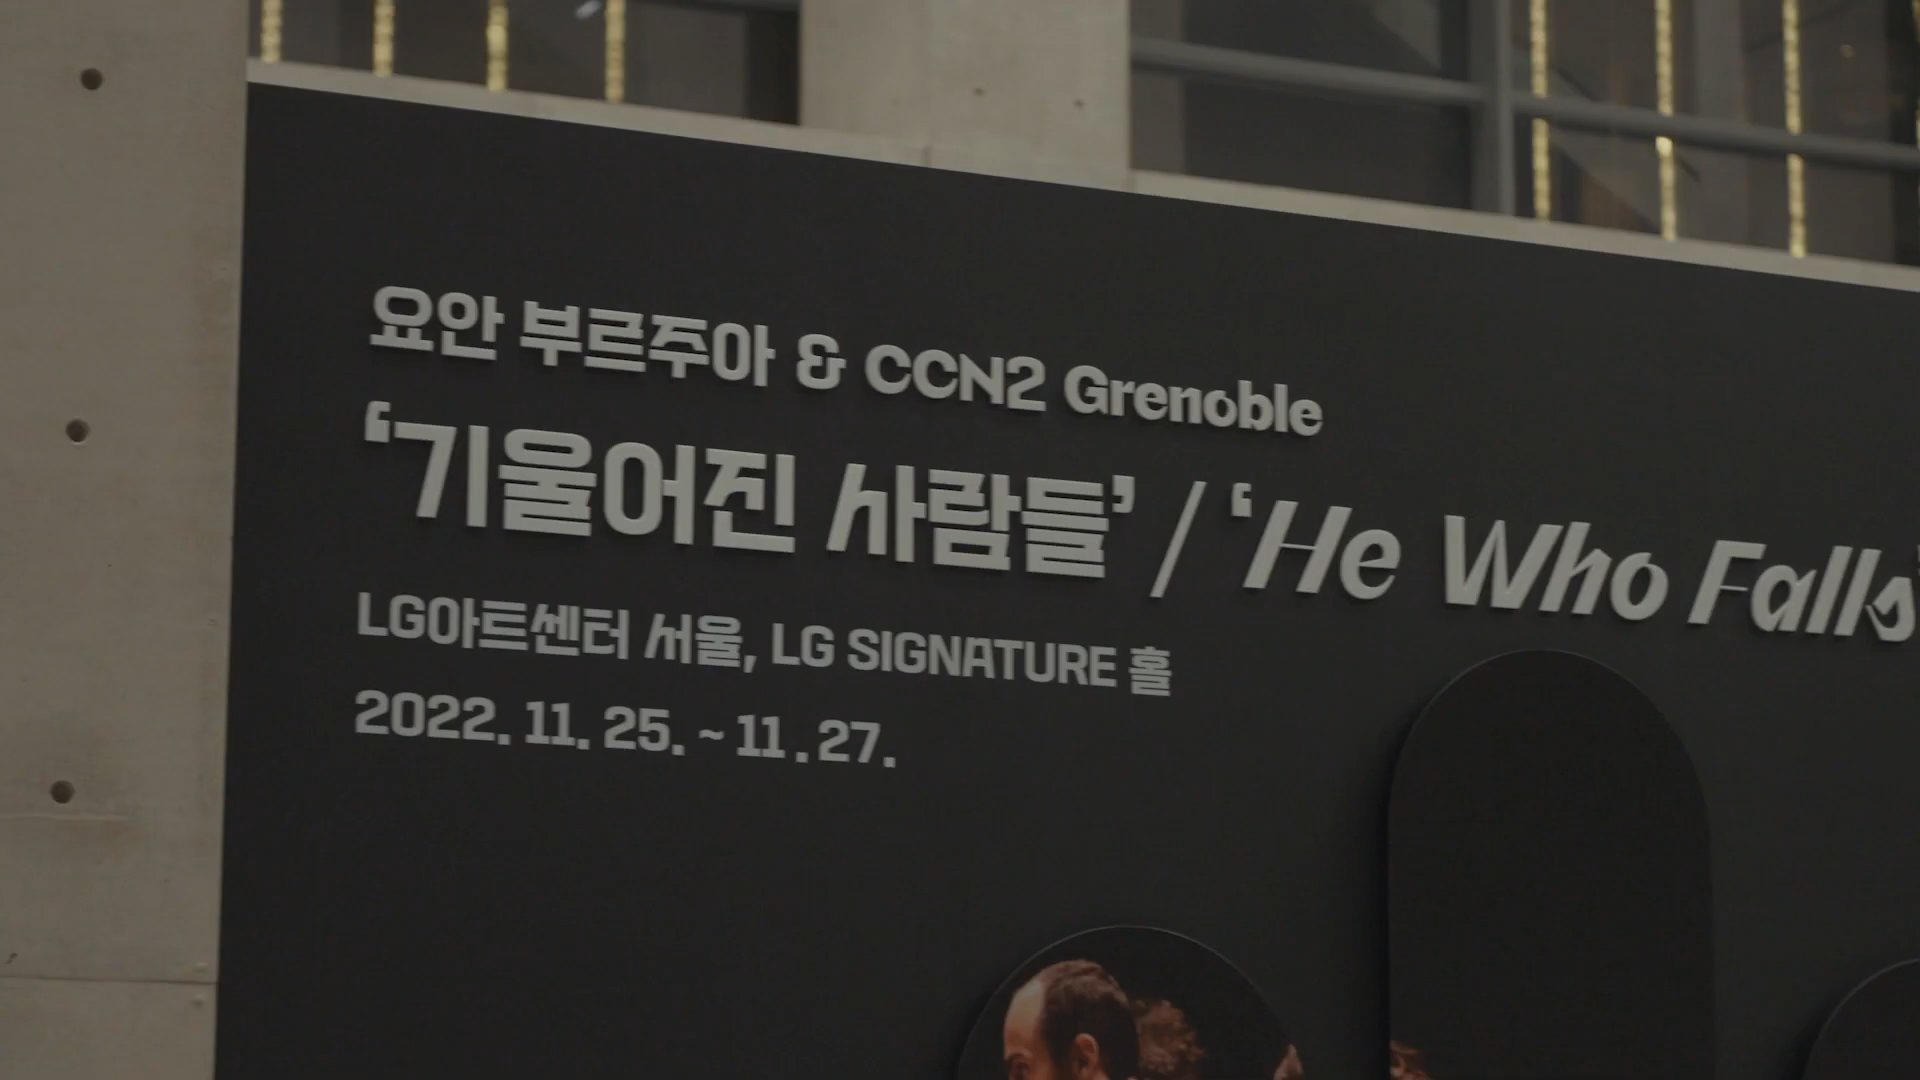 요안 부르주아 & CCN2 Grenoble
‘기울어진 사람들’ / ‘He Who Falls’
LG아트센터 서울, LG SIGNATURE 홀
2022. 11. 25. ~ 11. 27.